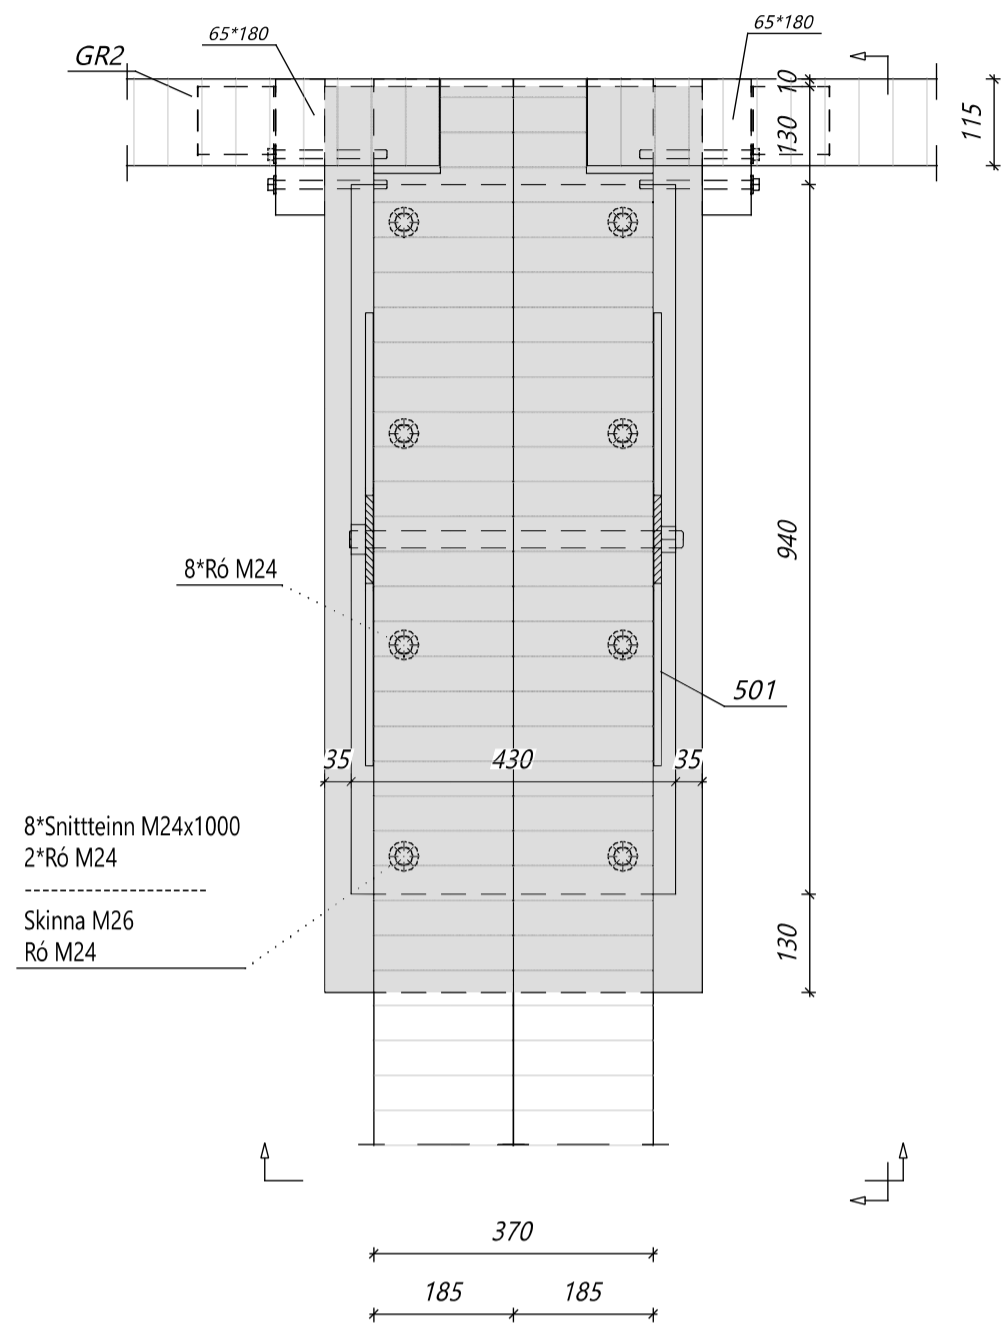 65*180
65*180
GR2
10
130
115
940
8*Ró M24
501
35
430
35
8*Snittteinn M24x1000
2*Ró M24
---------------------
Skinna M26
Ró M24
130
370
185
185